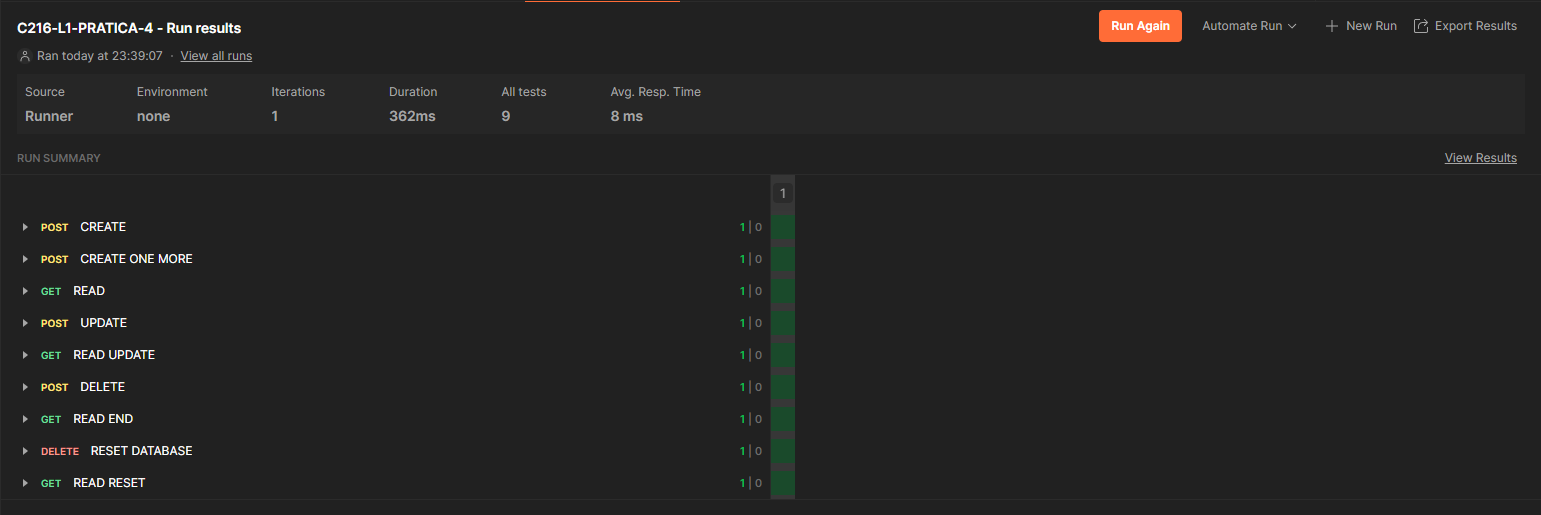 C216-L1-PRATICA-4 - Run results
Run Again
Automate Run
New Run
Export Results
Ran today at 23:39:07 · View all runs
Source Environment Iterations Duration All tests Avg. Resp. Time
Runner none 1 362ms 9 8 ms
RUN SUMMARY View Results
1
POST CREATE 1 | 0
POST CREATE ONE MORE 1 | 0
GET READ 1 | 0
POST UPDATE 1 | 0
GET READ UPDATE 1 | 0
POST DELETE 1 | 0
GET READ END 1 | 0
DELETE RESET DATABASE 1 | 0
GET READ RESET 1 | 0